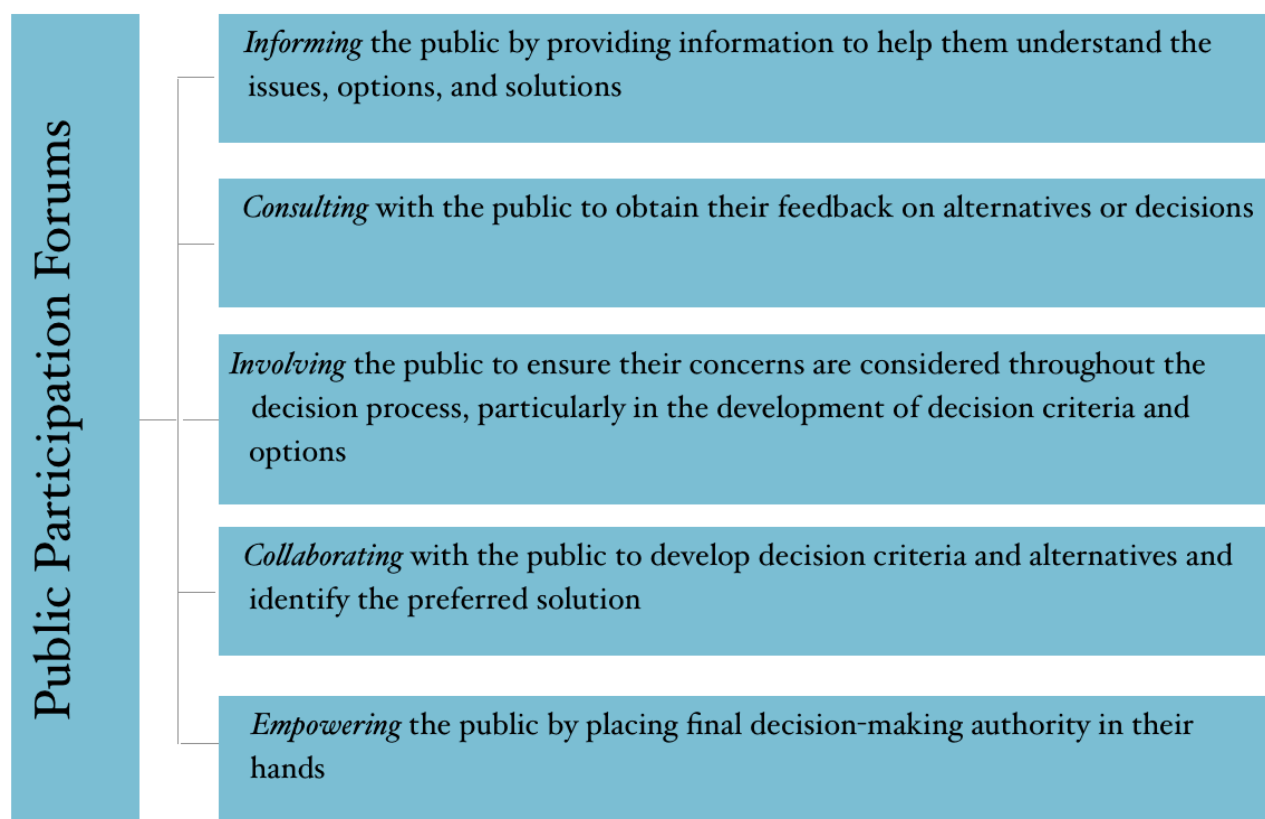 Public Participation Forums
Informing the public by providing information to help them understand the
issues, options, and solutions
Consulting with the public to obtain their feedback on alternatives or decisions
Involving the public to ensure their concerns are considered throughout the
decision process, particularly in the development of decision criteria and
options
Collaborating with the public to develop decision criteria and alternatives and
identify the preferred solution
Empowering the public by placing final decision-making authority in their
hands